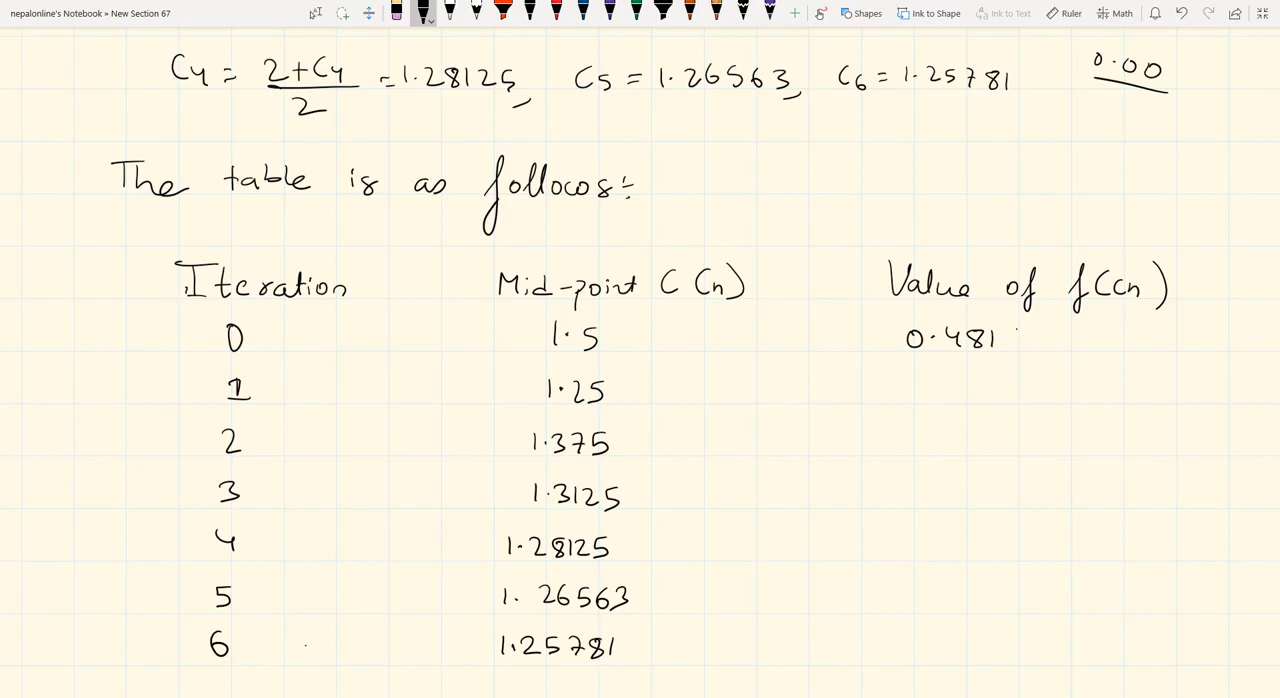 nepalonline's Notebook » New Section 67
Shapes Ink to Shape Ink to Text Ruler Math
C4 = 2+C4/2 = 1.28125, C5 = 1.26563, C6 = 1.25781 0.00
The table is as follocos:
Iteration Mid-point C (Cn) Value of f(cn)
0 1.5 0.481
1 1.25
2 1.375
3 1.3125
4 1.28125
5 1.26563
6 1.25781